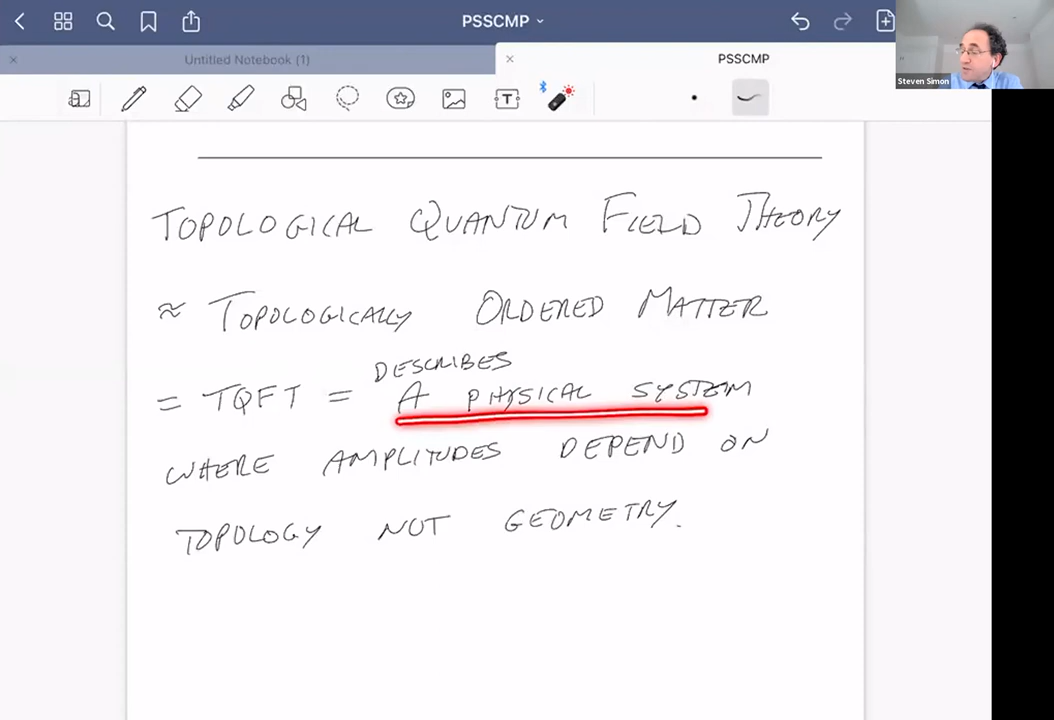 PSSCMP
Untitled Notebook (1)
PSSCMP
Steven Simon
T
TOPOLOGICAL QUANTUM FIELD THEORY
≈ TOPOLOGICALLY ORDERED MATTER
DESCRIBES
= TQFT = A PHYSICAL SYSTEM
WHERE AMPLITUDES DEPEND ON
TOPOLOGY NOT GEOMETRY.